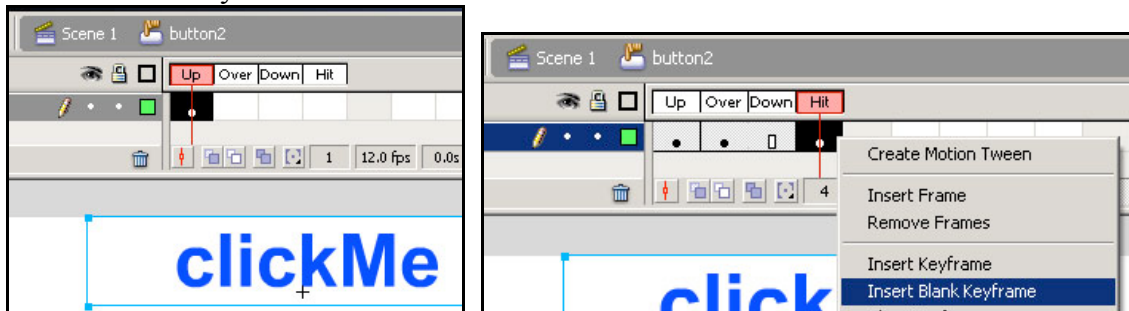 Scene 1 button2
Up Over Down Hit
1 12.0 fps 0.0s
clickMe
Scene 1 button2
Up Over Down Hit
4
Create Motion Tween
Insert Frame
Remove Frames
Insert Keyframe
Insert Blank Keyframe
click